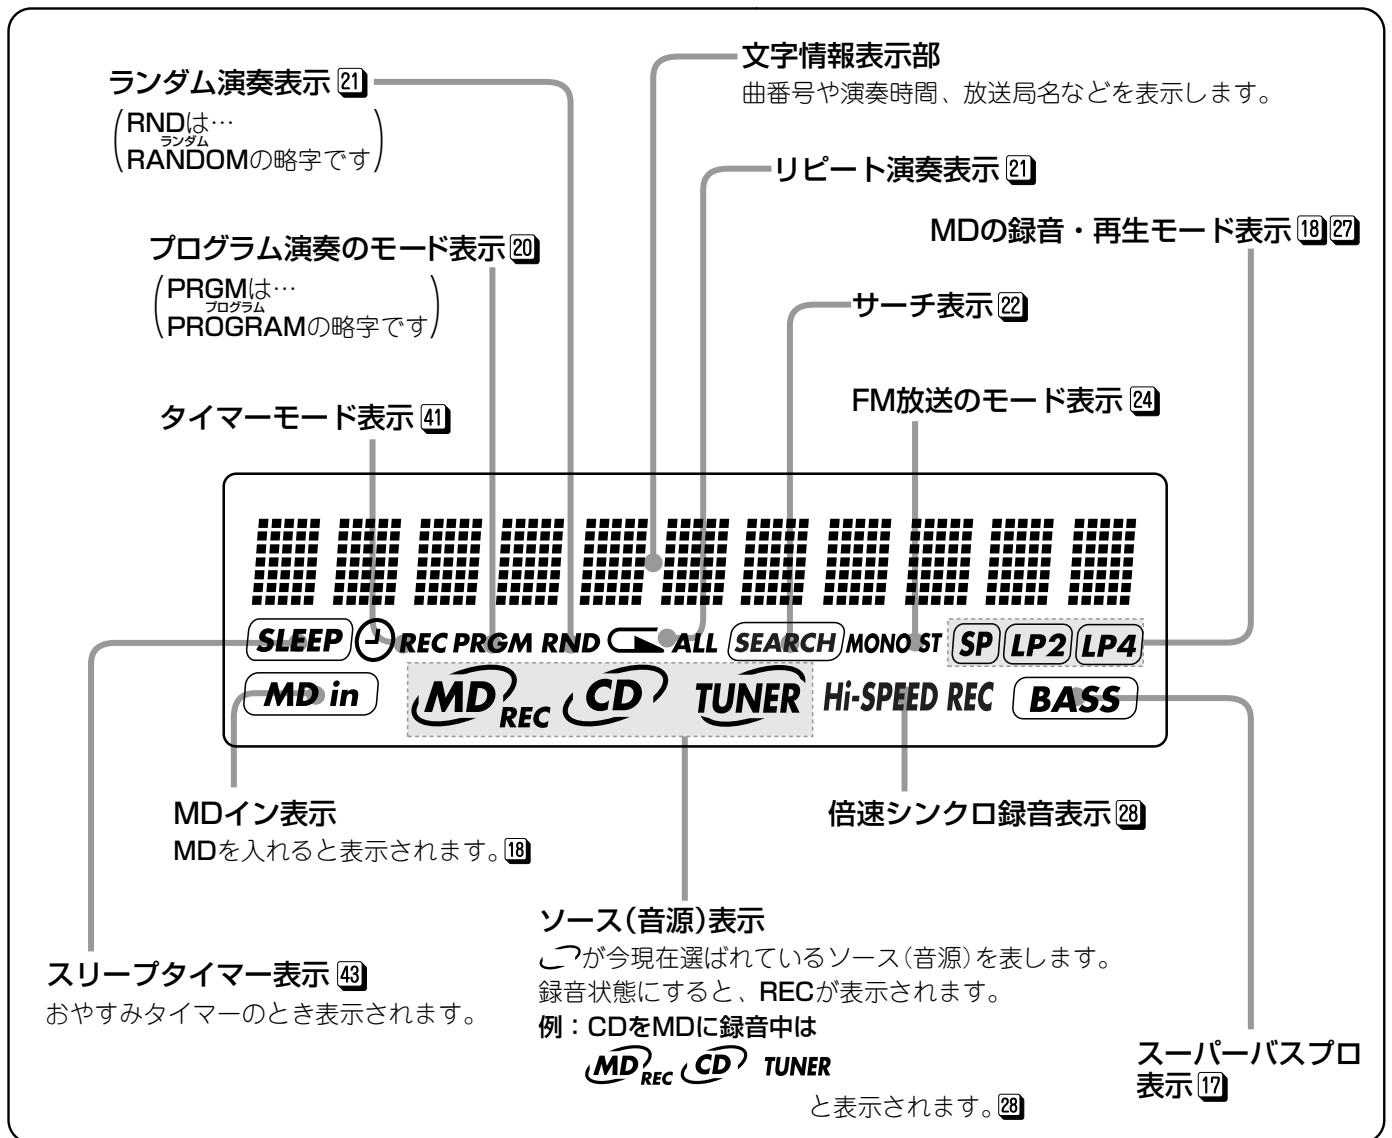 文字情報表示部
曲番号や演奏時間、放送局名などを表示します。
ランダム演奏表示 21
RNDは…
ランダム
RANDOMの略字です
リピート演奏表示 21
MDの録音・再生モード表示 18 27
プログラム演奏のモード表示 20
PRGMは…
プログラム
PROGRAMの略字です
サーチ表示 22
FM放送のモード表示 24
タイマーモード表示 41
SLEEP REC PRGM RND ALL SEARCH MONO ST SP LP2 LP4
MD in MD REC CD TUNER Hi-SPEED REC BASS
MDイン表示
MDを入れると表示されます。18
倍速シンクロ録音表示 28
ソース(音源)表示
が今現在選ばれているソース(音源)を表します。
録音状態にすると、RECが表示されます。
例：CDをMDに録音中は
MD REC CD TUNER
と表示されます。28
スリープタイマー表示 43
おやすみタイマーのとき表示されます。
スーパーバスプロ
表示 17